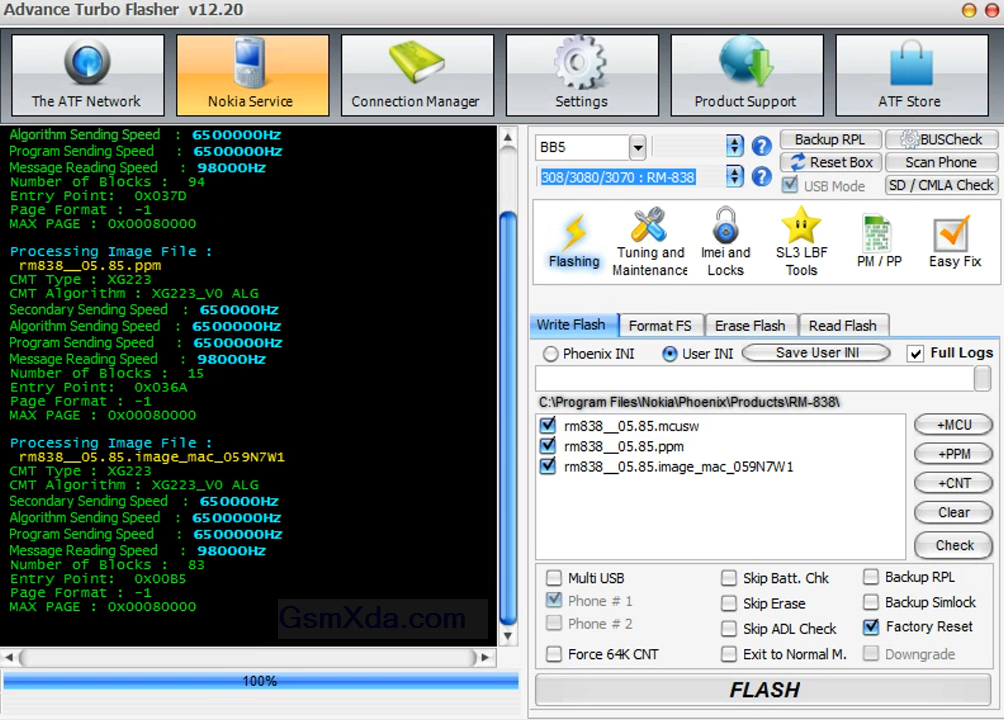 Advance Turbo Flasher v12.20
The ATF Network
Nokia Service
Connection Manager
Settings
Product Support
ATF Store
Algorithm Sending Speed : 6500000Hz
Program Sending Speed : 6500000Hz
Message Reading Speed : 98000Hz
Number of Blocks : 94
Entry Point: 0x037D
Page Format : -1
MAX PAGE : 0x00080000
Processing Image File :
rm838__05.85.ppm
CMT Type : XG223
CMT Algorithm : XG223_V0 ALG
Secondary Sending Speed : 650000Hz
Algorithm Sending Speed : 6500000Hz
Program Sending Speed : 6500000Hz
Message Reading Speed : 98000Hz
Number of Blocks : 15
Entry Point: 0x036A
Page Format : -1
MAX PAGE : 0x00080000
Processing Image File :
rm838__05.85.image_mac_059N7W1
CMT Type : XG223
CMT Algorithm : XG223_V0 ALG
Secondary Sending Speed : 650000Hz
Algorithm Sending Speed : 6500000Hz
Program Sending Speed : 6500000Hz
Message Reading Speed : 98000Hz
Number of Blocks : 83
Entry Point: 0x00B5
Page Format : -1
MAX PAGE : 0x00080000
GsmXda.com
100%
BB5
308/3080/3070 : RM-838
Backup RPL
BUSCheck
Reset Box
Scan Phone
USB Mode
SD / CMLA Check
Flashing
Tuning and
Maintenance
Imei and
Locks
SL3 LBF
Tools
PM / PP
Easy Fix
Write Flash
Format FS
Erase Flash
Read Flash
Phoenix INI
User INI
Save User INI
Full Logs
C:\Program Files\Nokia\Phoenix\Products\RM-838\
rm838__05.85.mcusw
rm838__05.85.ppm
rm838__05.85.image_mac_059N7W1
+MCU
+PPM
+CNT
Clear
Check
Multi USB
Phone # 1
Phone # 2
Force 64K CNT
Skip Batt. Chk
Skip Erase
Skip ADL Check
Exit to Normal M.
Backup RPL
Backup Simlock
Factory Reset
Downgrade
FLASH